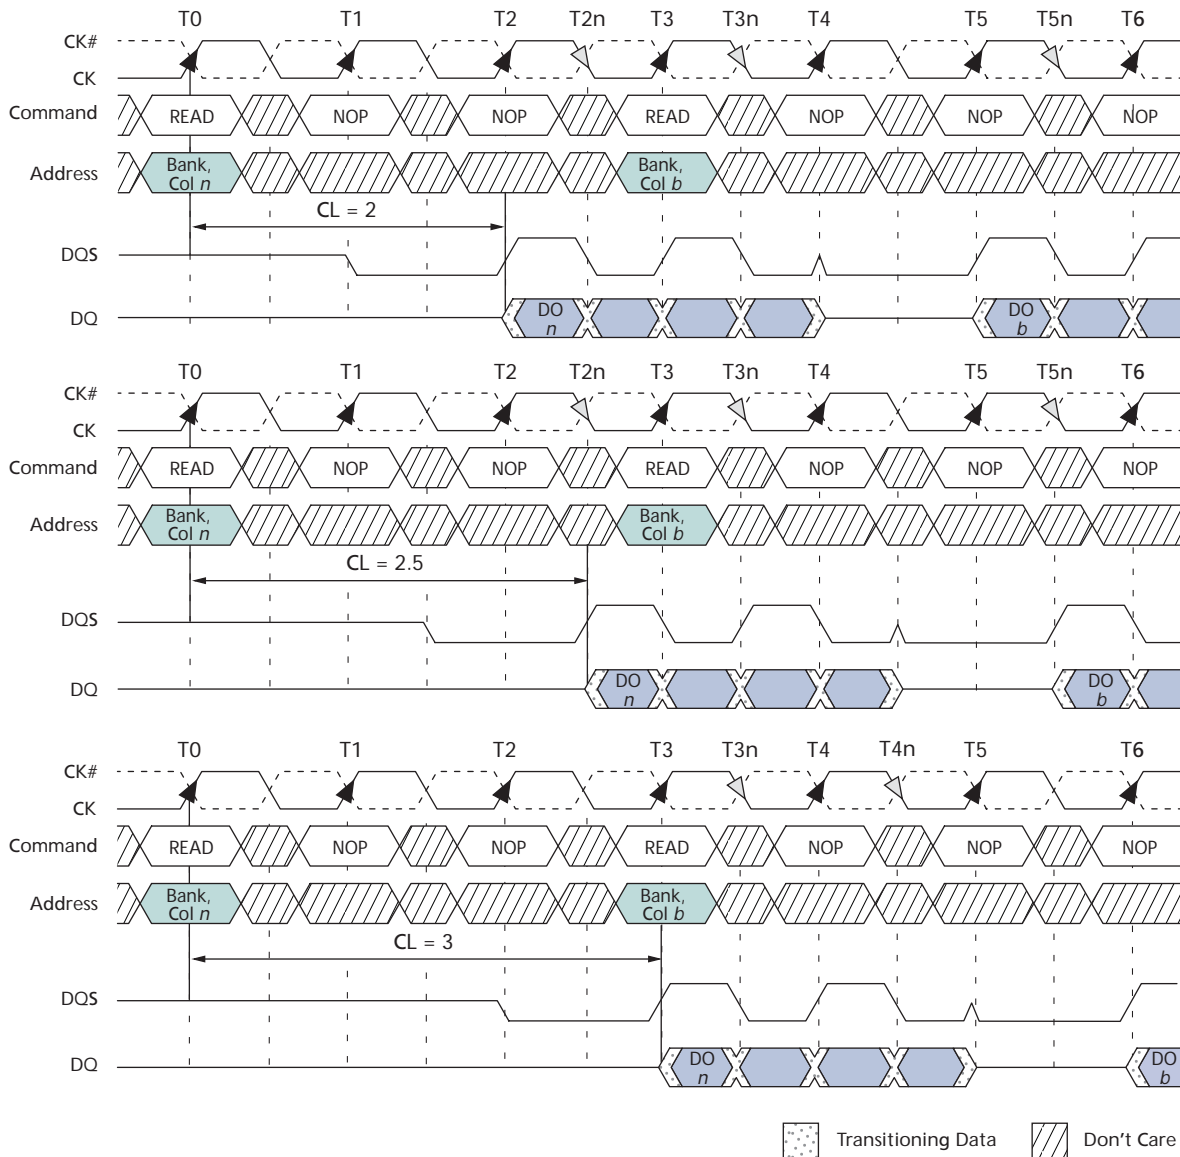 T0 T1 T2 T2n T3 T3n T4 T5 T5n T6
CK#
CK
Command READ NOP NOP READ NOP NOP NOP
Address Bank, Col n Bank, Col b
CL = 2
DQS
DQ DO n DO b
T0 T1 T2 T2n T3 T3n T4 T5 T5n T6
CK#
CK
Command READ NOP NOP READ NOP NOP NOP
Address Bank, Col n Bank, Col b
CL = 2.5
DQS
DQ DO n DO b
T0 T1 T2 T3 T3n T4 T4n T5 T6
CK#
CK
Command READ NOP NOP READ NOP NOP NOP
Address Bank, Col n Bank, Col b
CL = 3
DQS
DQ DO n DO b
Transitioning Data Don't Care